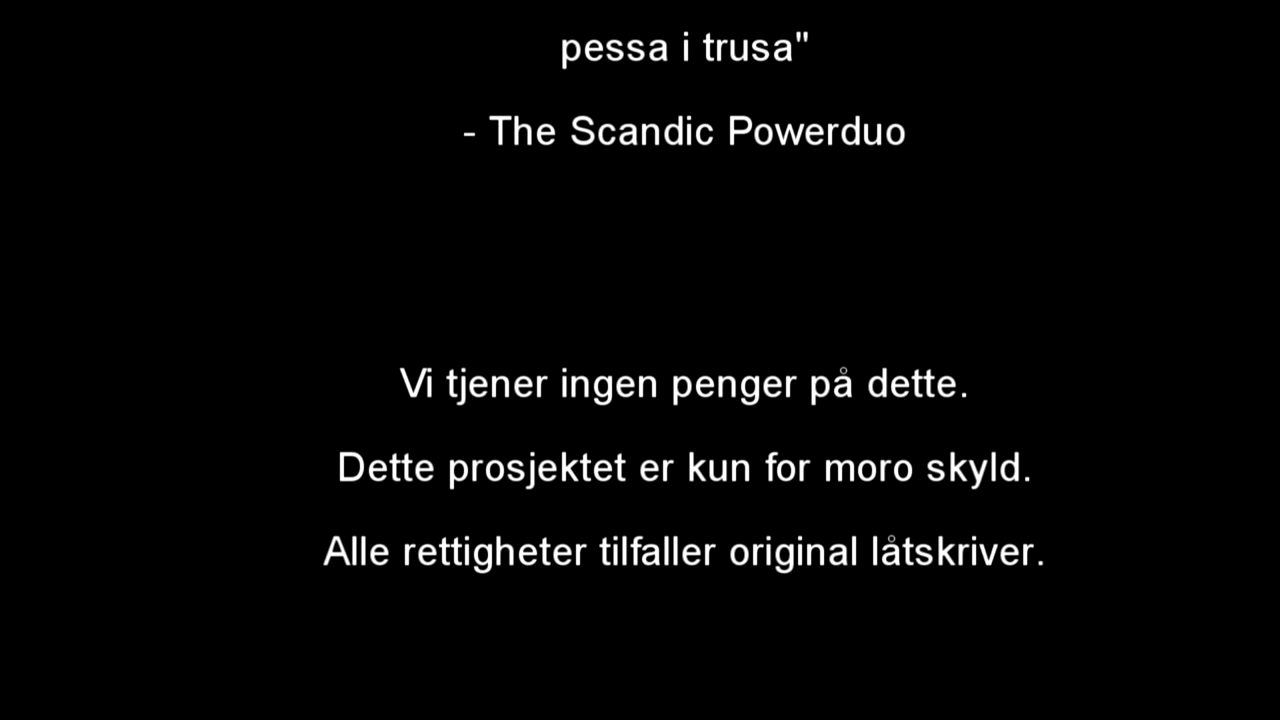 pessa i trusa"
- The Scandic Powerduo
Vi tjener ingen penger på dette.
Dette prosjektet er kun for moro skyld.
Alle rettigheter tilfaller original låtskriver.